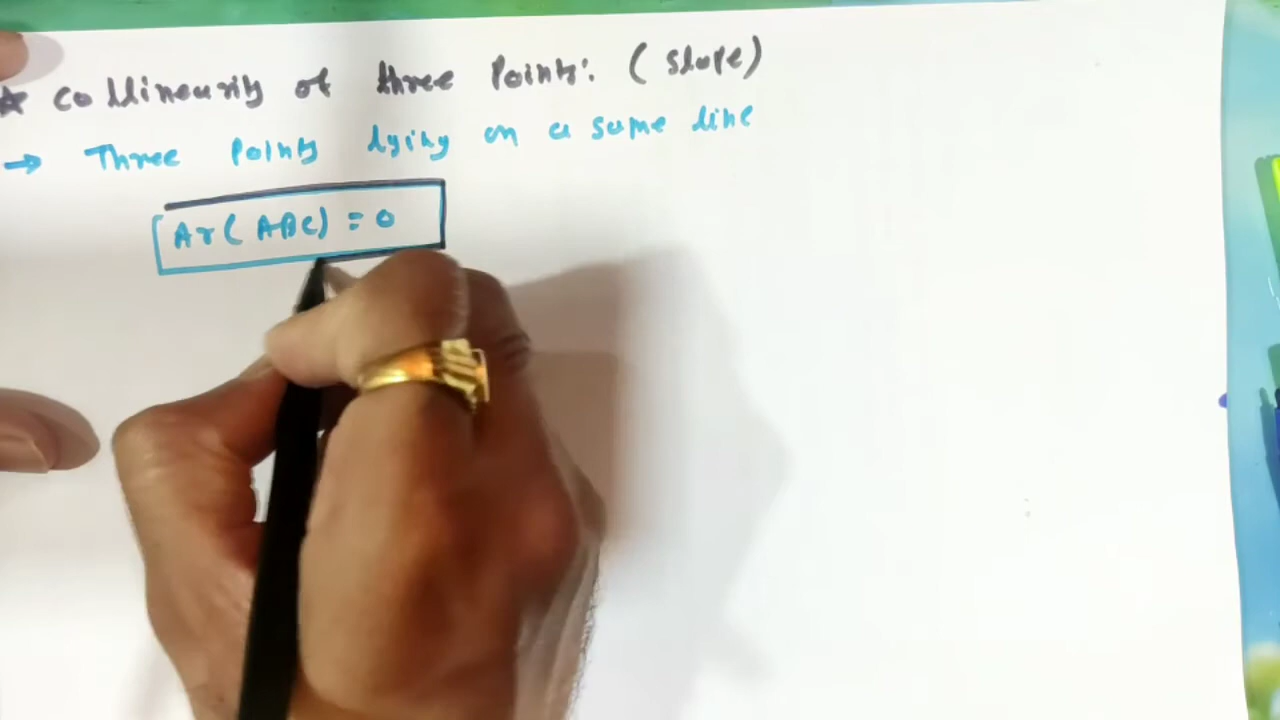 ☆ Collinearity of three Points: (Slope)
→ Three Points lying on a same line
Ar(ABC) = 0